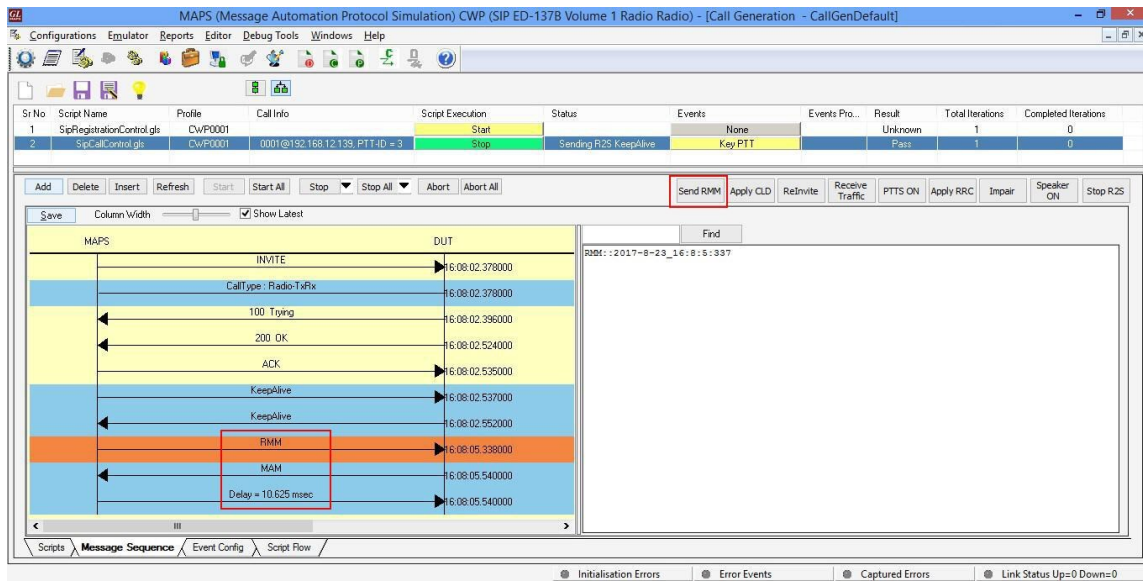 GL MAPS (Message Automation Protocol Simulation) CWP (SIP ED-137B Volume 1 Radio Radio) - [Call Generation - CallGenDefault]
Configurations Emulator Reports Editor Debug Tools Windows Help
Sr No Script Name Profile Call Info Script Execution Status Events Events Pro... Result Total Iterations Completed Iterations
1 SipRegistrationControl.gls CWP0001 Start None Unknown 1 0
2 SipCallControl.gls CWP0001 0001@192.168.12.139, PTT-ID = 3 Stop Sending R2S KeepAlive Key PTT Pass 1 0
Add Delete Insert Refresh Start Start All Stop Stop All Abort Abort All Send RMM Apply CLD ReInvite Receive Traffic PTTS ON Apply RRC Impair Speaker ON Stop R2S
Save Column Width Show Latest
Find
MAPS DUT
RMM::2017-8-23_16:8:5:337
INVITE 16:08:02.378000
CallType : Radio-TxRx 16:08:02.378000
100 Trying 16:08:02.396000
200 OK 16:08:02.524000
ACK 16:08:02.535000
KeepAlive 16:08:02.537000
KeepAlive 16:08:02.552000
RMM 16:08:05.338000
MAM 16:08:05.540000
Delay = 10.625 msec 16:08:05.540000
Scripts Message Sequence Event Config Script Flow
Initialisation Errors Error Events Captured Errors Link Status Up=0 Down=0